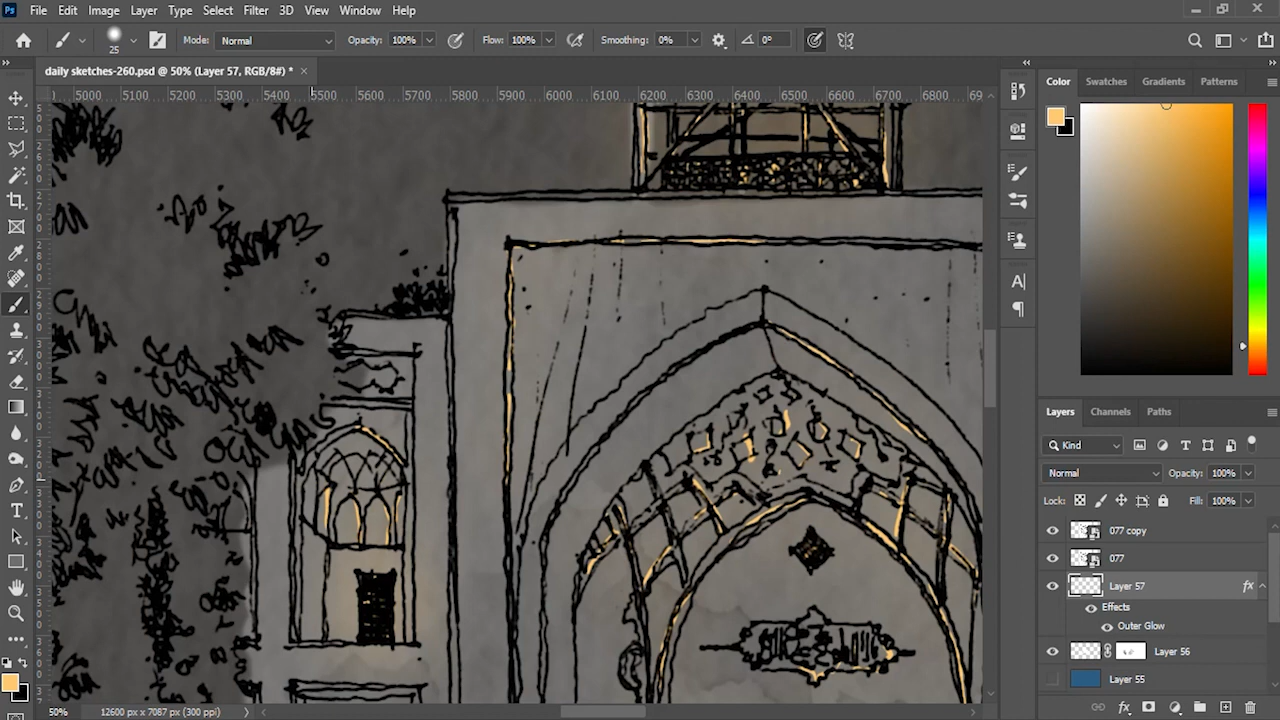 Ps File Edit Image Layer Type Select Filter 3D View Window Help
25 Mode: Normal Opacity: 100% Flow: 100% Smoothing: 0% 0°
daily sketches-260.psd @ 50% (Layer 57, RGB/8#) * ×
5000 5100 5200 5300 5400 5500 5600 5700 5800 5900 6000 6100 6200 6300 6400 6500 6600 6700 6800 69
Color Swatches Gradients Patterns
Layers Channels Paths
Kind
Normal Opacity: 100%
Lock: Fill: 100%
077 copy
077
Layer 57 fx
Effects
Outer Glow
Layer 56
Layer 55
50% 12600 px x 7087 px (300 ppi)